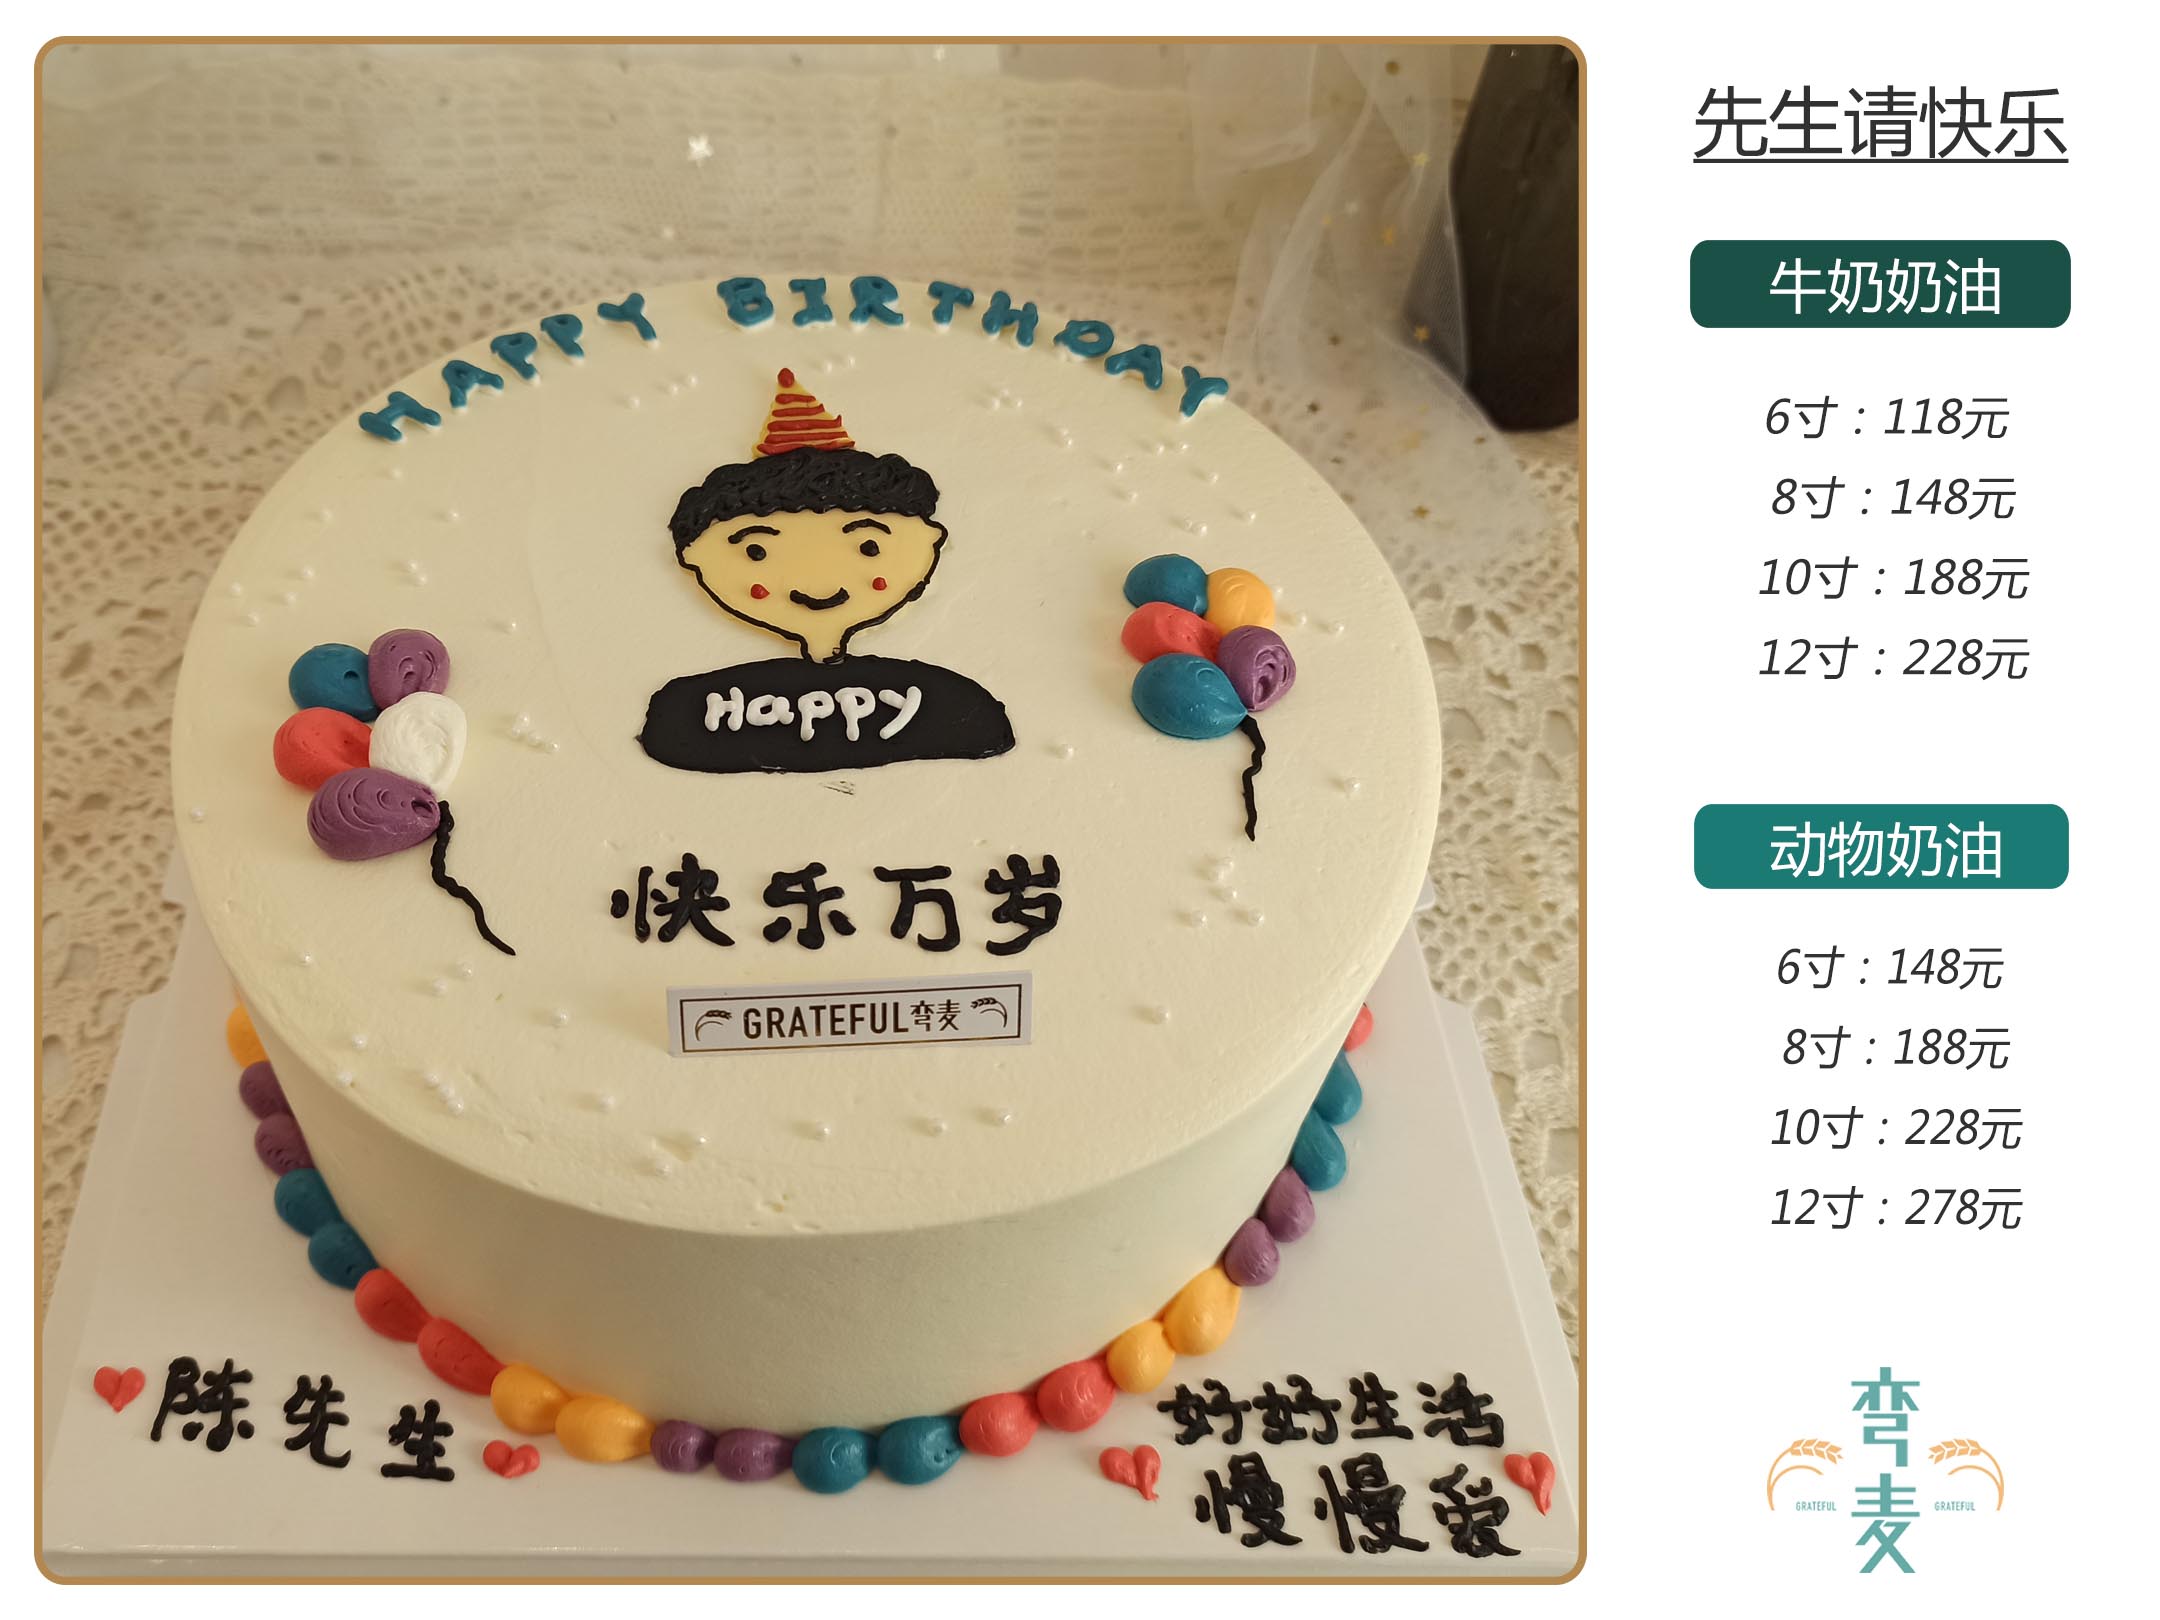 HAPPY BIRTHDAY
Happy
快乐万岁
GRATEFUL弯麦
陈先生
好好生活
慢慢爱
先生请快乐
牛奶奶油
6寸：118元
8寸：148元
10寸：188元
12寸：228元
动物奶油
6寸：148元
8寸：188元
10寸：228元
12寸：278元
弯麦
GRATEFUL
GRATEFUL